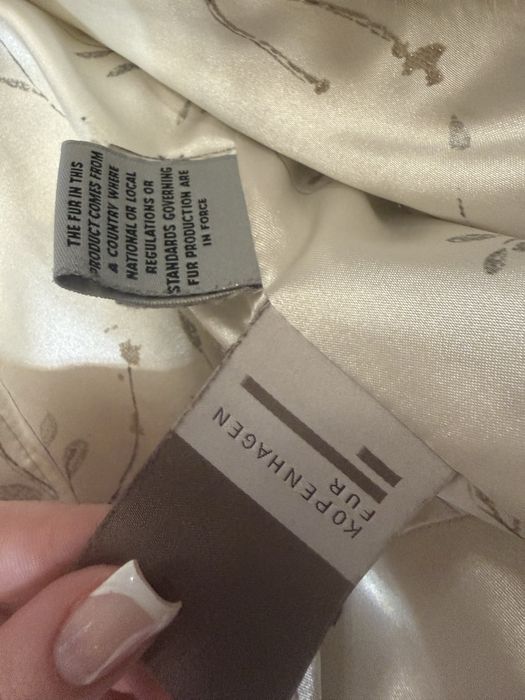 THE FUR IN THIS
PRODUCT COMES FROM
A COUNTRY WHERE
NATIONAL OR LOCAL
REGULATIONS OR
STANDARDS GOVERNING
FUR PRODUCTION ARE
IN FORCE
KOPENHAGEN
FUR